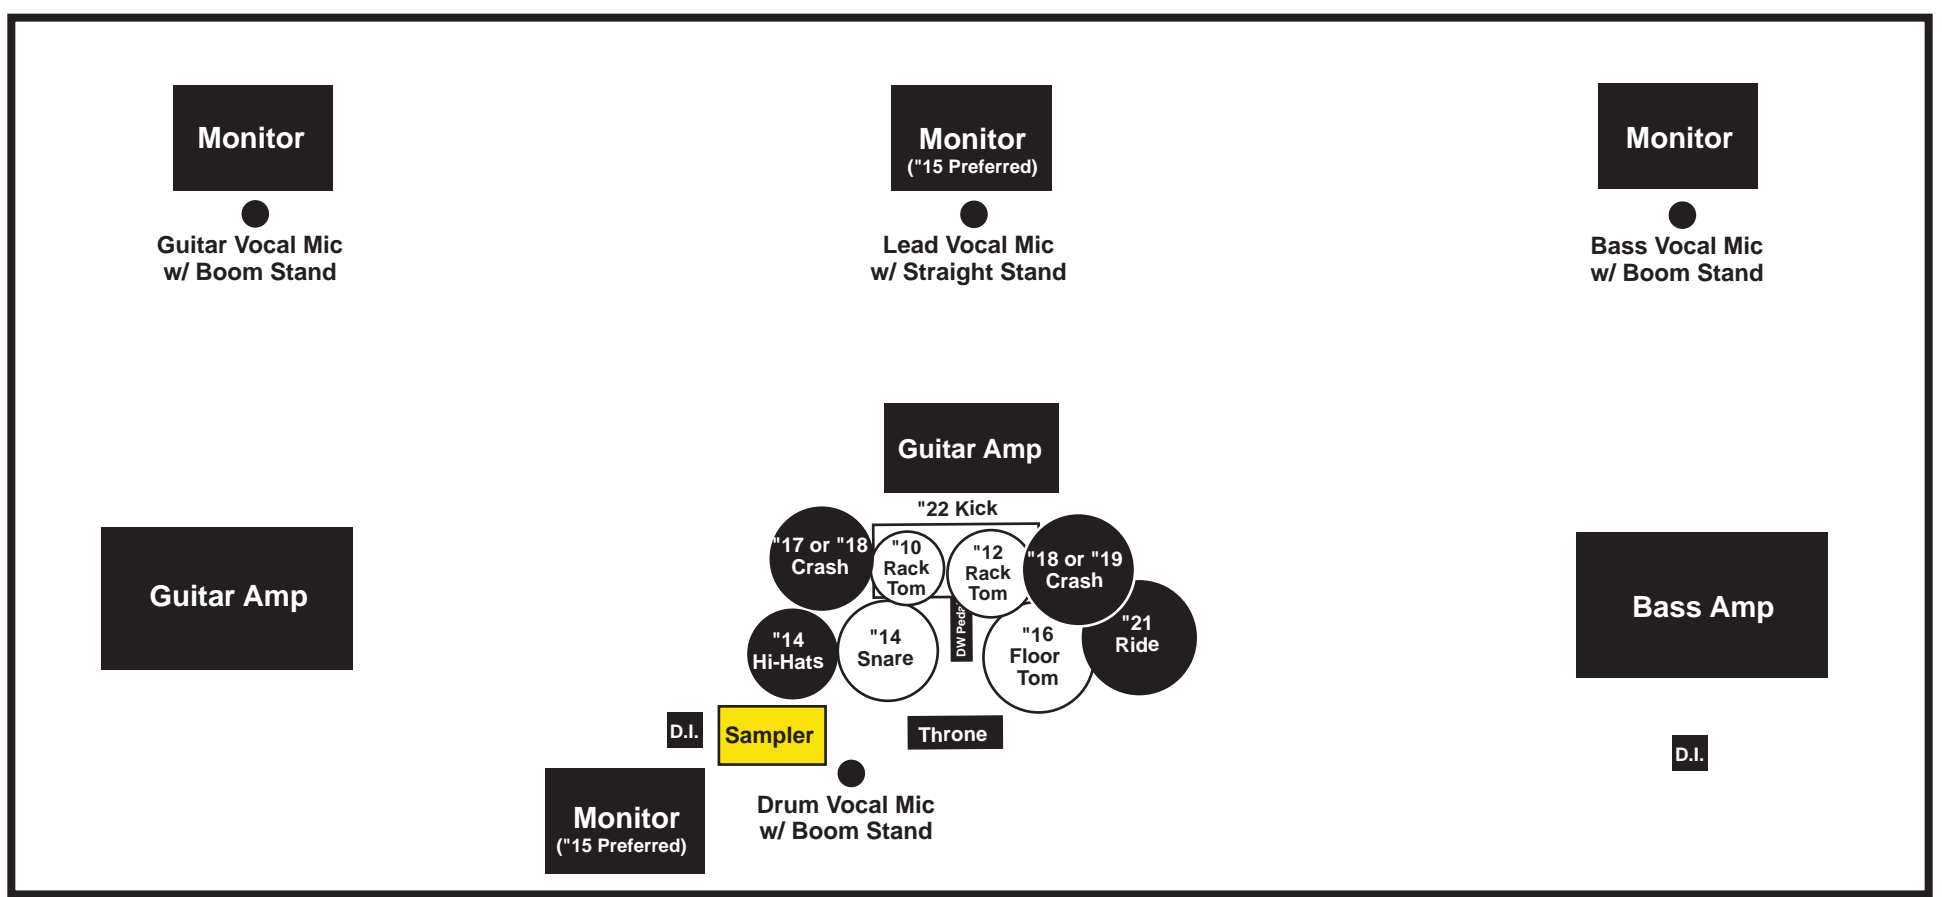 Monitor
Monitor
("15 Preferred)
Monitor
Guitar Vocal Mic
w/ Boom Stand
Lead Vocal Mic
w/ Straight Stand
Bass Vocal Mic
w/ Boom Stand
Guitar Amp
"22 Kick
"17 or "18
Crash
"10
Rack
Tom
"12
Rack
Tom
"18 or "19
Crash
Guitar Amp
Bass Amp
"14
Hi-Hats
"14
Snare
DW Pedal
"16
Floor
Tom
"21
Ride
D.I.
Sampler
Throne
D.I.
Monitor
("15 Preferred)
Drum Vocal Mic
w/ Boom Stand